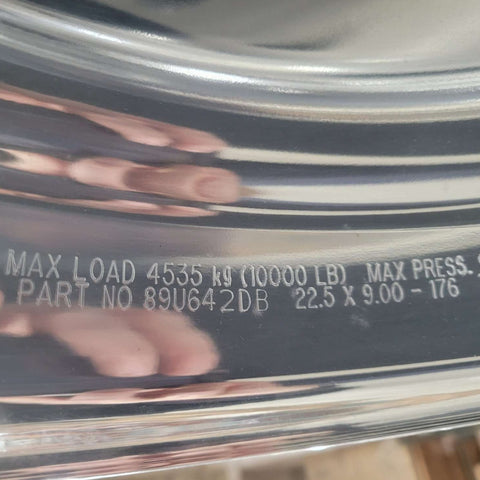 MAX LOAD 4535 kg (10000 LB) MAX PRESS.
PART NO 89U642DB 22.5 X 9.00 - 176